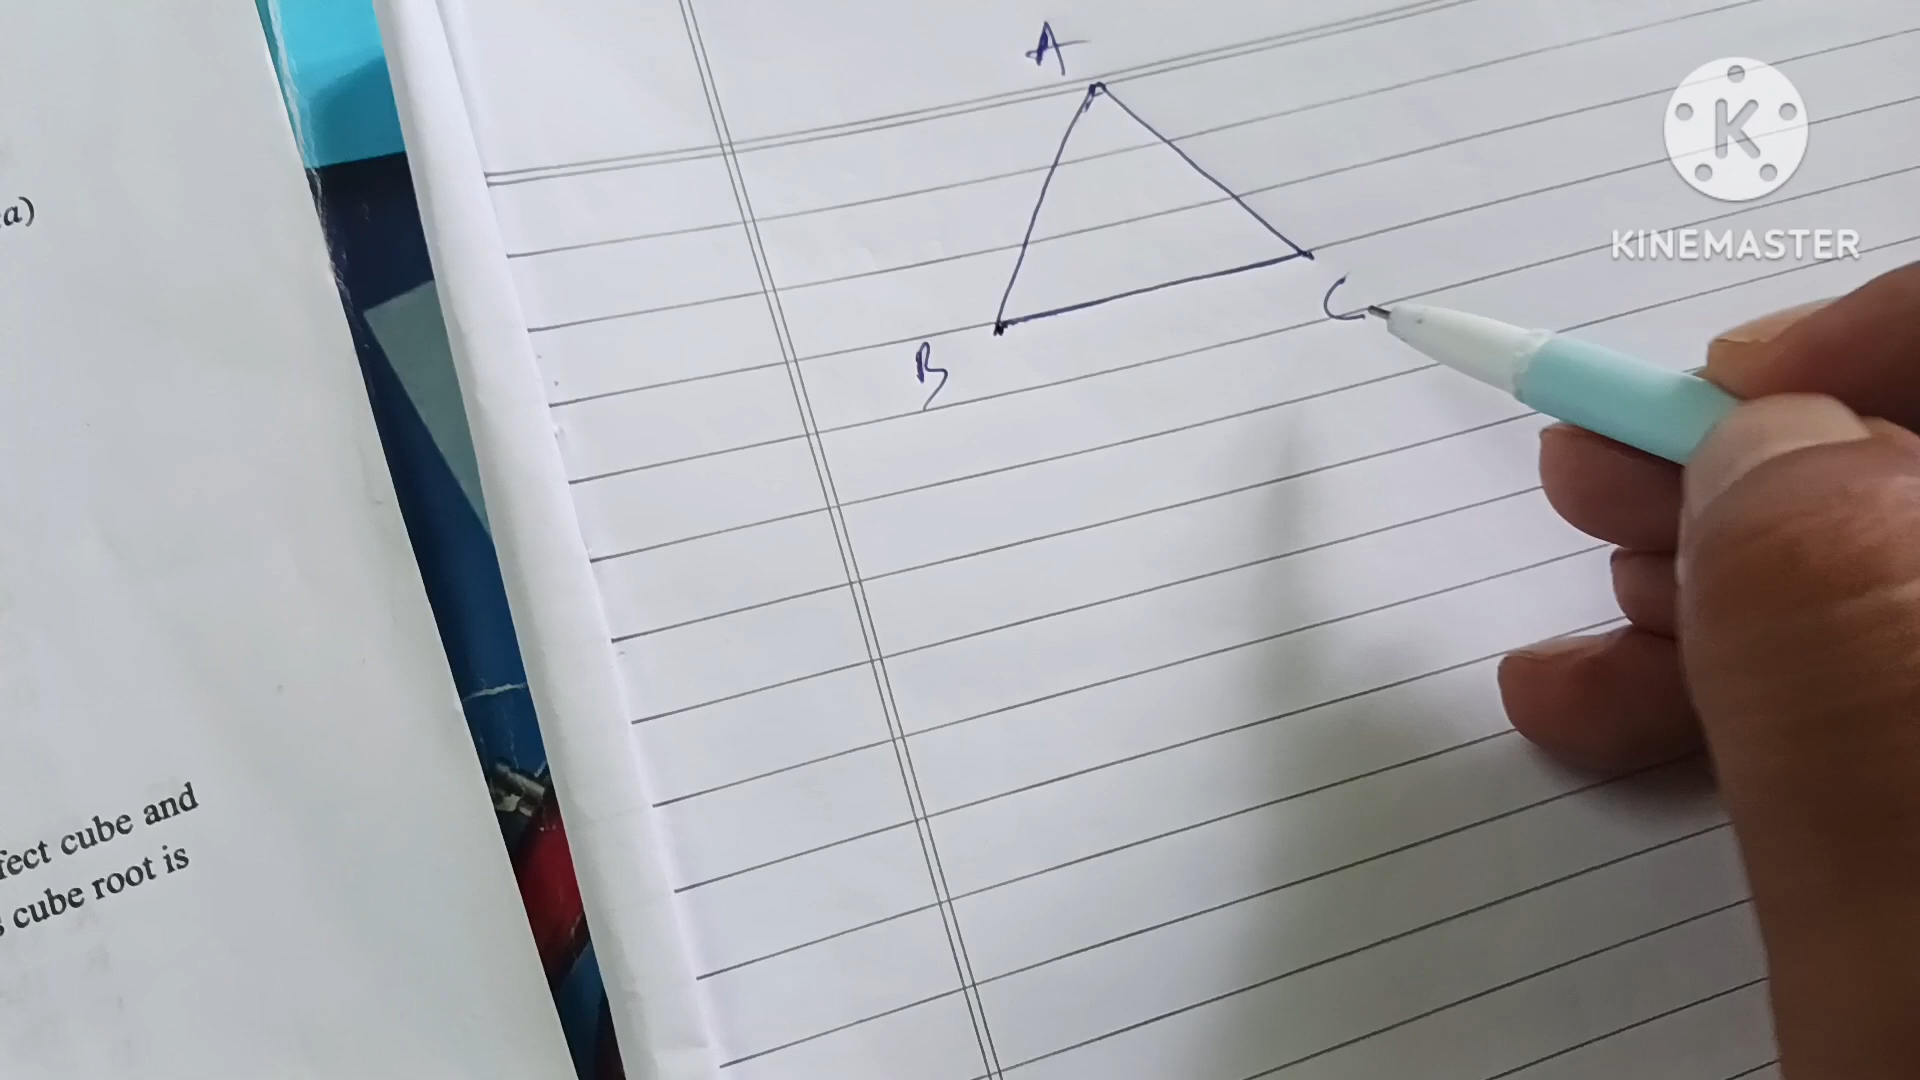 a)
fect cube and
cube root is
A
B
C
K
KINEMASTER